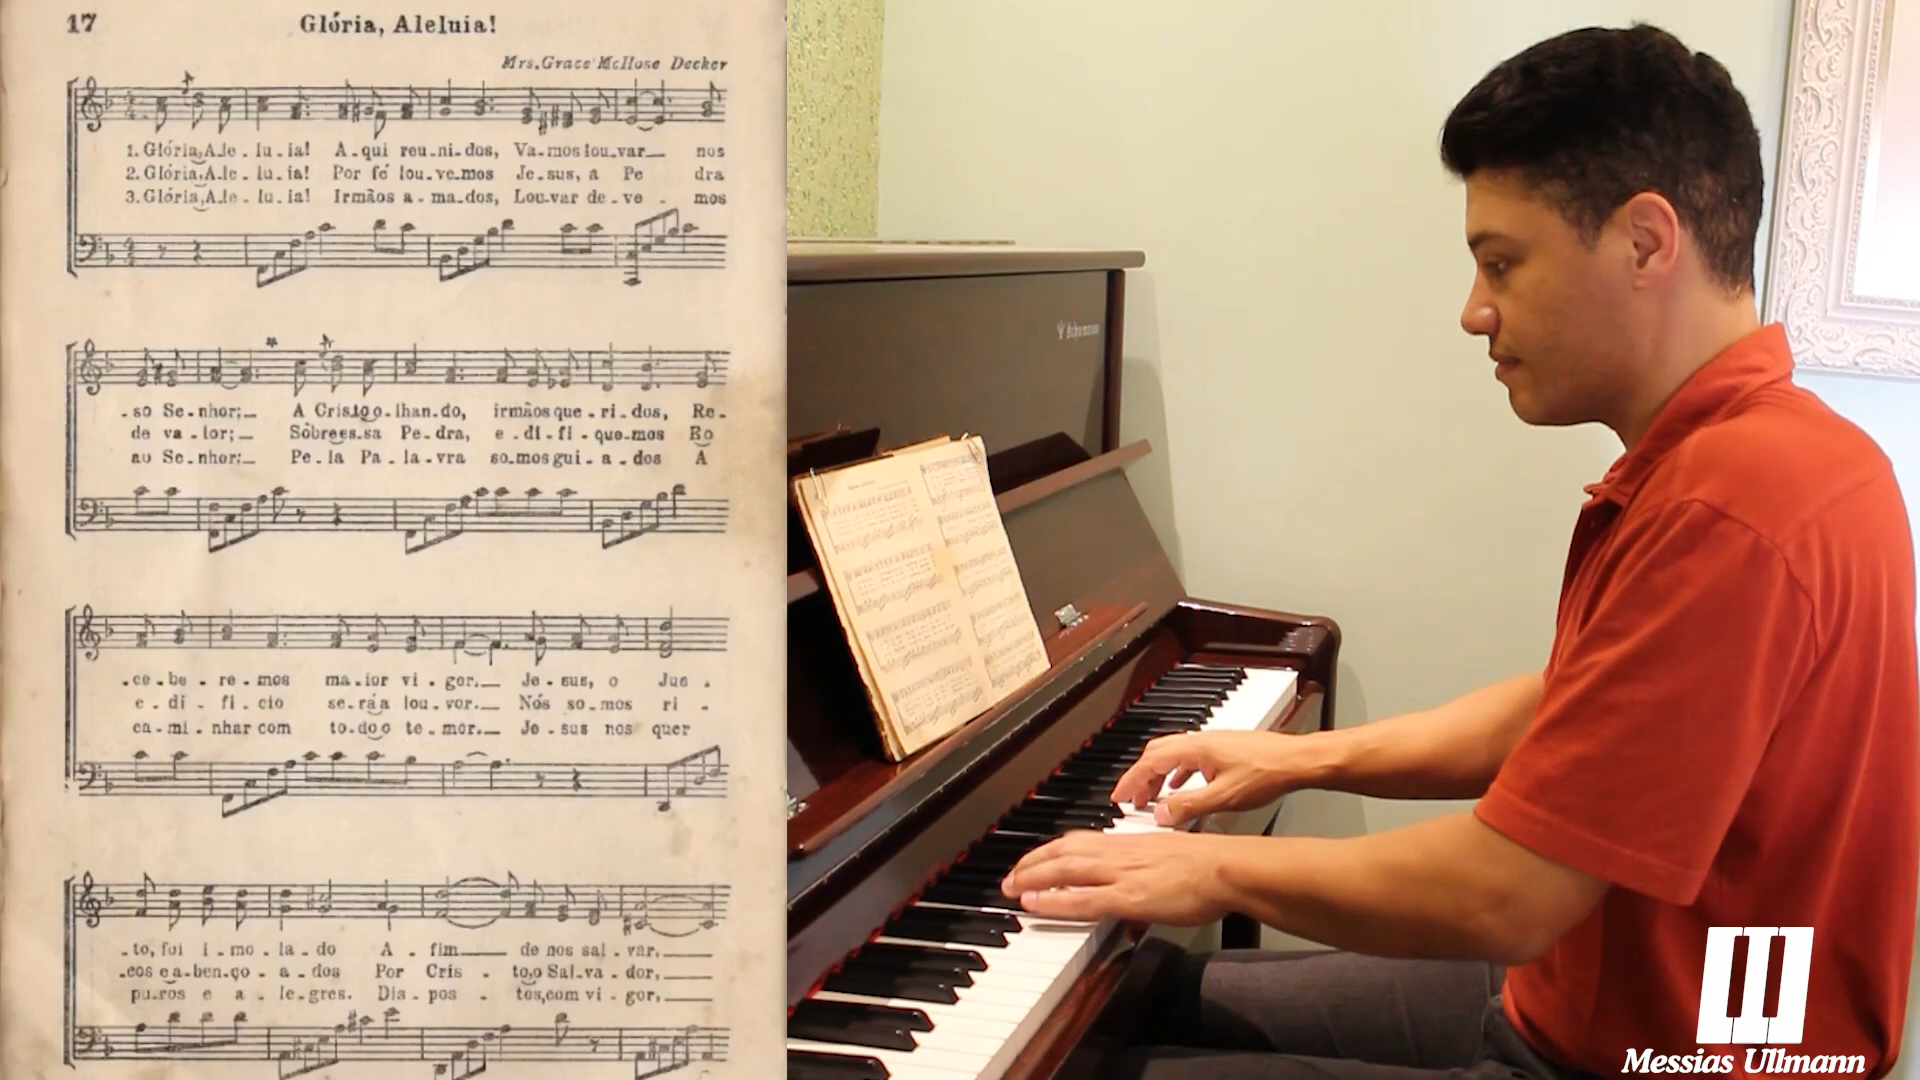 17
Glória, Aleluia!
Mrs. Grace McHose Decker
1. Glória, A-le-lu-ia! A-qui reu-ni-dos, Va-mos lou-var nos
2. Glória, A-le-lu-ia! Por fé lou-ve-mos Je-sus, a Pe dra
3. Glória, A-le-lu-ia! Irmãos a-ma-dos, Lou-var de-ve-mos
-so Se-nhor; A Cristo o-lhan-do, irmãos que-ri-dos, Re-
de va-lor; Sôbre es-sa Pe-dra, e-di-fi-que-mos Eo
ao Se-nhor; Pe-la Pa-la-vra so-mos gui-a-dos A
-ce-be-re-mos ma-ior vi-gor. Je-sus, o Jus-
e-di-fi-cio se-rá a lou-vor. Nós so-mos ri-
ca-mi-nhar com to-do o te-mor. Je-sus nos quer
-to, foi i-mo-la-do A-fim de nos sal-var,
-cos e a-ben-ço-a-dos Por Cris-to, o Sal-va-dor,
pu-ros e a-le-gres. Dis-pos-tos, com vi-gor,
Schumann
Messias Ullmann